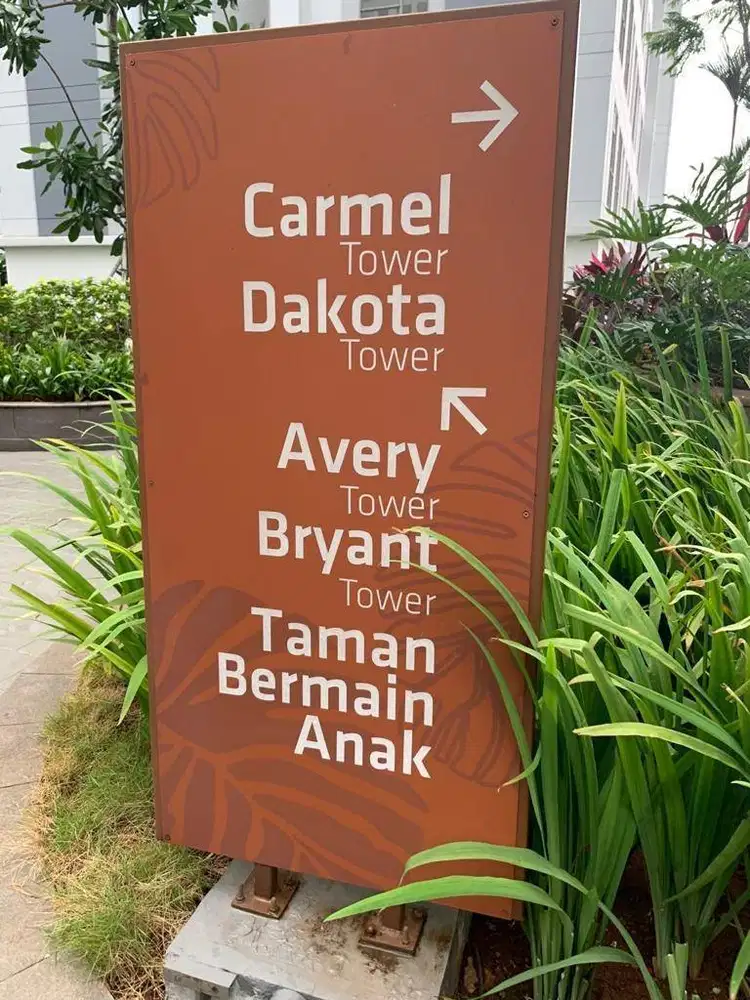 Carmel
Tower
Dakota
Tower
Avery
Tower
Bryant
Tower
Taman
Bermain
Anak